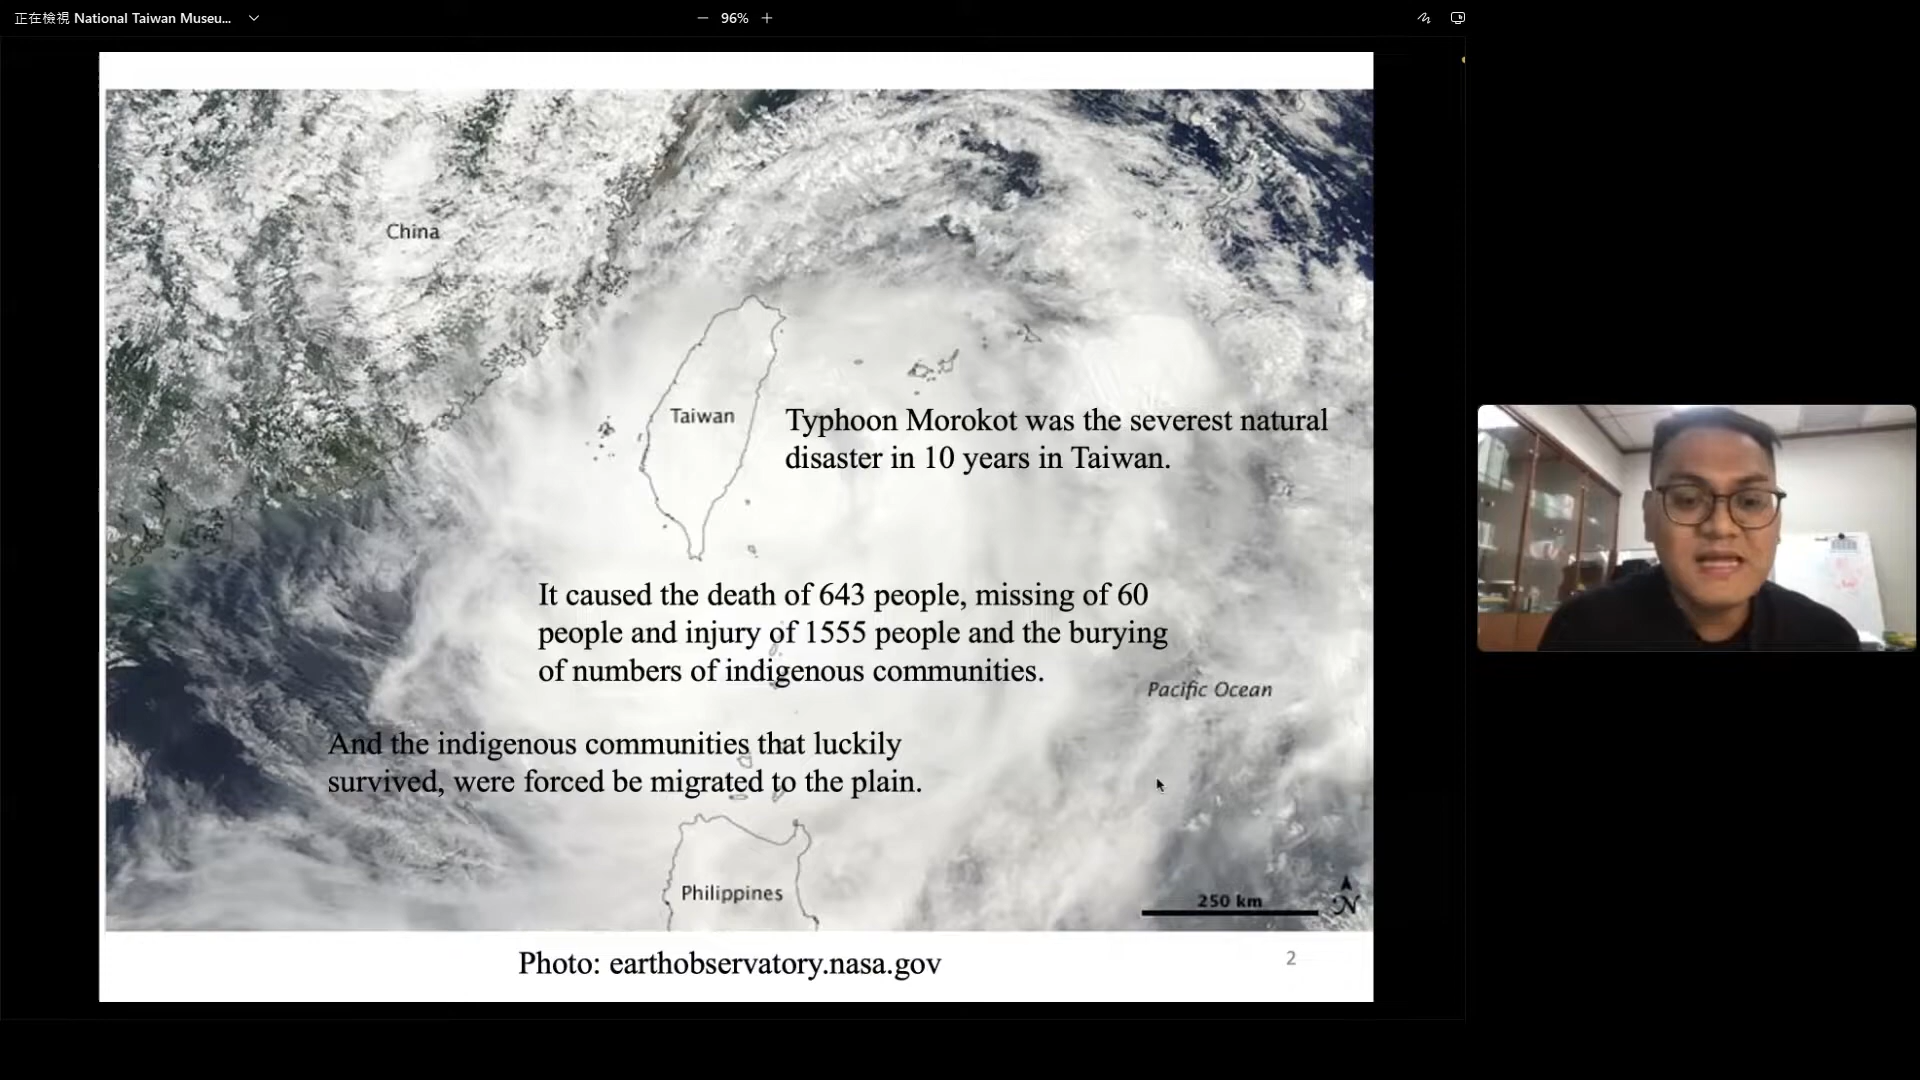 正在檢視 National Taiwan Museu...
96%
China
Taiwan
Typhoon Morokot was the severest natural
disaster in 10 years in Taiwan.
It caused the death of 643 people, missing of 60
people and injury of 1555 people and the burying
of numbers of indigenous communities.
Pacific Ocean
And the indigenous communities that luckily
survived, were forced be migrated to the plain.
Philippines
250 km
N
Photo: earthobservatory.nasa.gov
2